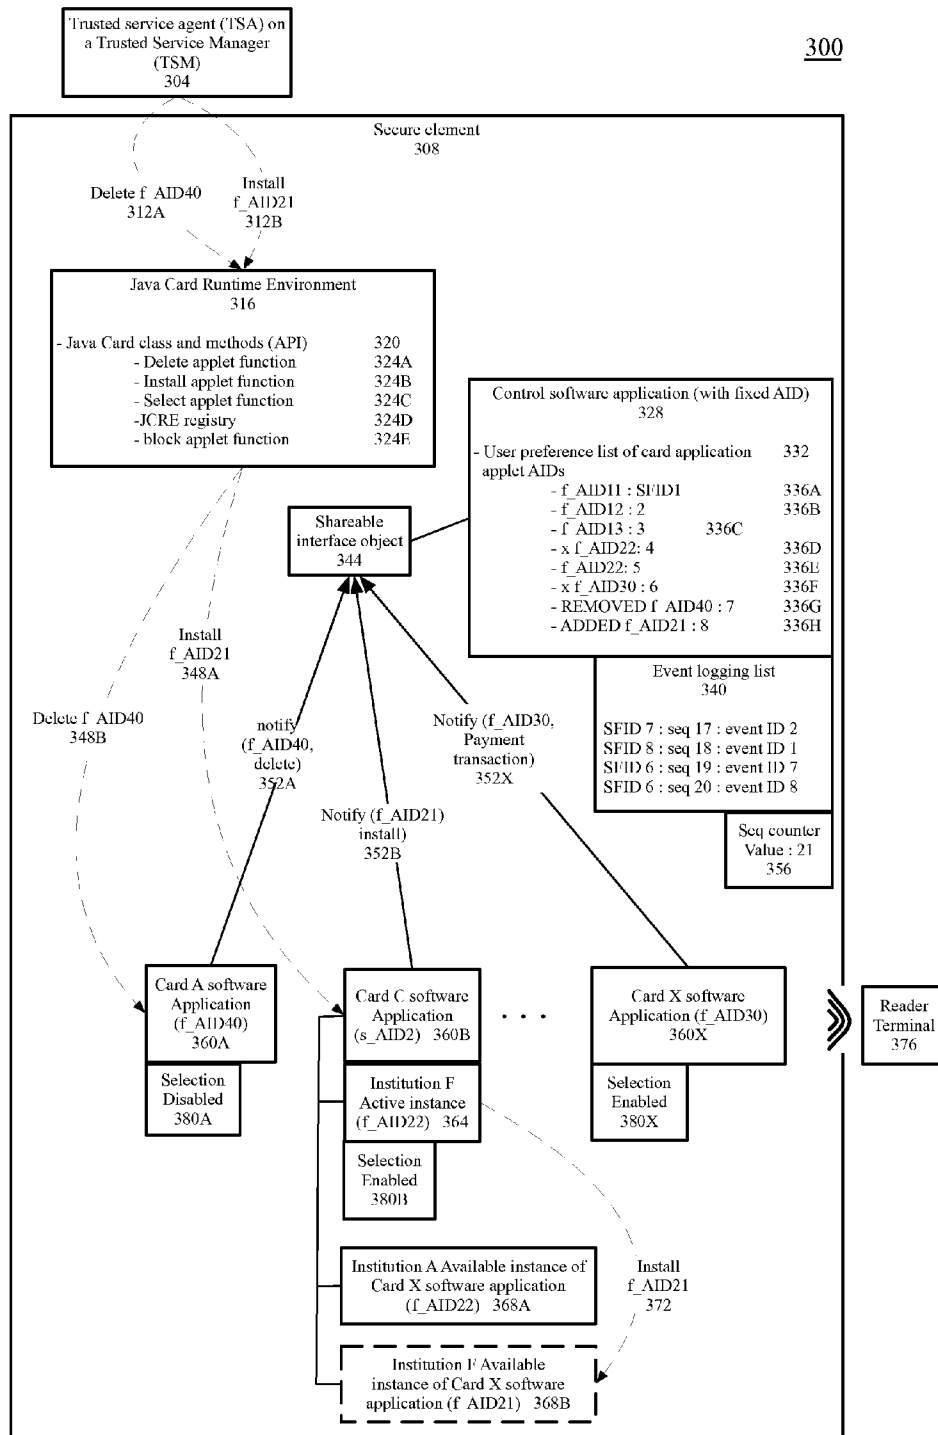 Trusted service agent (TSA) on
a Trusted Service Manager
(TSM)
304
300
Secure element
308
Delete f_AID40
312A
Install
f_AID21
312B
Java Card Runtime Environment
316
- Java Card class and methods (API) 320
- Delete applet function 324A
- Install applet function 324B
- Select applet function 324C
-JCRE registry 324D
- block applet function 324E
Control software application (with fixed AID)
328
- User preference list of card application 332
applet AIDs
- f_AID11 : SFID1 336A
- f_AID12 : 2 336B
- f_AID13 : 3 336C
- x f_AID22: 4 336D
- f_AID22: 5 336E
- x f_AID30 : 6 336F
- REMOVED f_AID40 : 7 336G
- ADDED f_AID21 : 8 336H
Shareable
interface object
344
Event logging list
340
SFID 7 : seq 17 : event ID 2
SFID 8 : seq 18 : event ID 1
SFID 6 : seq 19 : event ID 7
SFID 6 : seq 20 : event ID 8
Seq counter
Value : 21
356
Install
f_AID21
348A
Delete f_AID40
348B
notify
(f_AID40,
delete)
352A
Notify (f_AID21)
install)
352B
Notify (f_AID30,
Payment
transaction)
352X
Card A software
Application
(f_AID40)
360A
Selection
Disabled
380A
Card C software
Application
(s_AID2) 360B
Institution F
Active instance
(f_AID22) 364
Selection
Enabled
380B
. . .
Card X software
Application (f_AID30)
360X
Selection
Enabled
380X
Reader
Terminal
376
Institution A Available instance of
Card X software application
(f_AID22) 368A
Install
f_AID21
372
Institution F Available
instance of Card X software
application (f_AID21) 368B